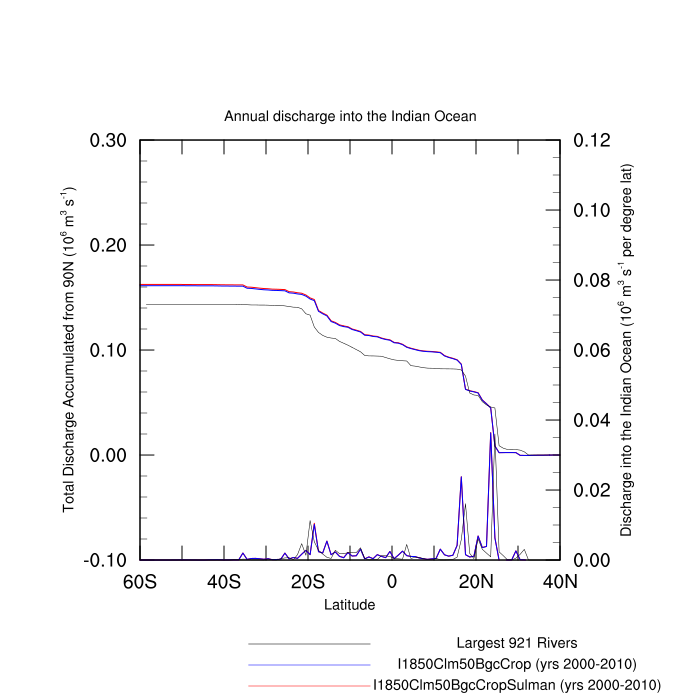 Annual discharge into the Indian Ocean
0.30
0.20
0.10
0.00
-0.10
0.12
0.10
0.08
0.06
0.04
0.02
0.00
Total Discharge Accumulated from 90N (10⁶ m³ s⁻¹)
Discharge into the Indian Ocean (10⁶ m³ s⁻¹ per degree lat)
60S 40S 20S 0 20N 40N
Latitude
Largest 921 Rivers
I1850Clm50BgcCrop (yrs 2000-2010)
I1850Clm50BgcCropSulman (yrs 2000-2010)